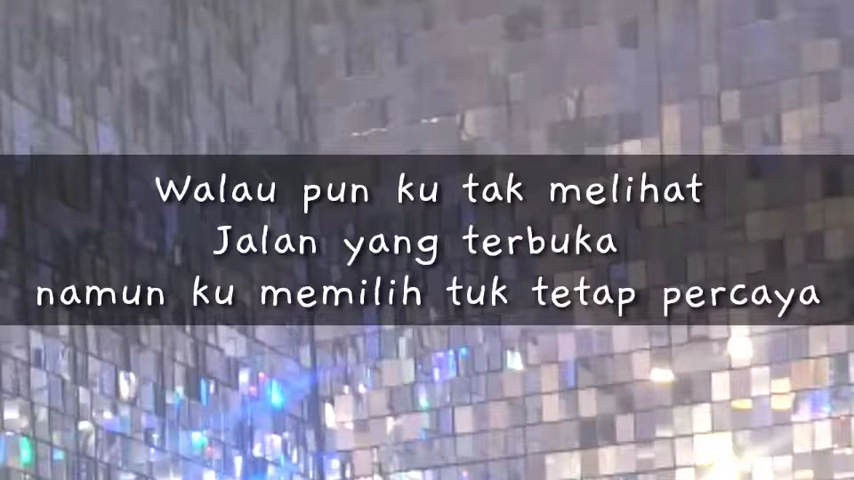 Walau pun ku tak melihat
Jalan yang terbuka
namun ku memilih tuk tetap percaya